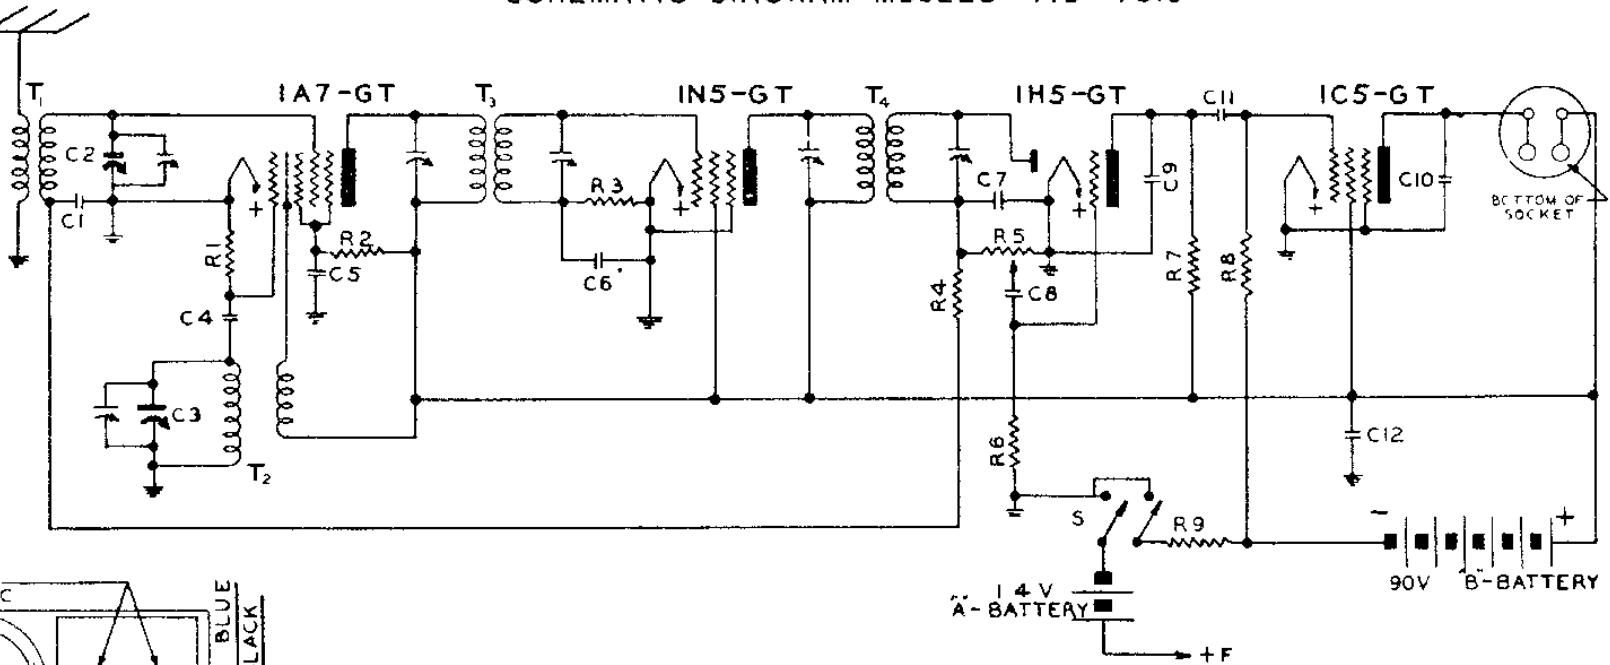 T1
1A7-GT
T3
1N5-GT
T4
1H5-GT
C11
1C5-GT
C2
C1
+
R1
R2
C5
R3
+
C6
C7
+
R5
C8
R4
C9
R7
R8
+
C10
BOTTOM OF
SOCKET
C4
C3
T2
R6
S
R9
C12
-
+
90V "B"-BATTERY
1.4 V
"A"-BATTERY
+F
C
BLUE
LACK